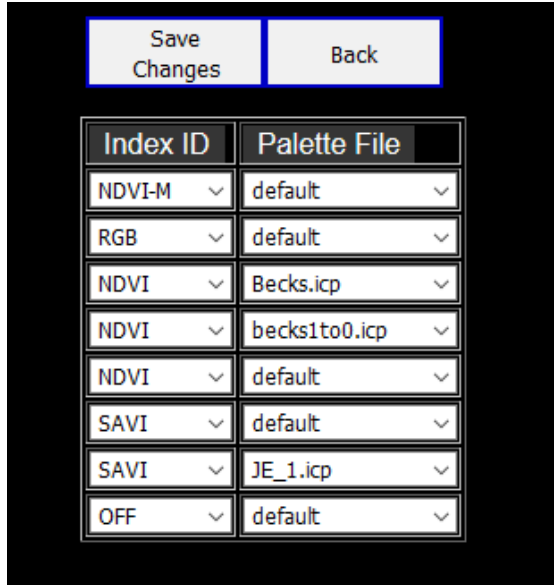 Save
Changes
Back
Index ID Palette File
NDVI-M default
RGB default
NDVI Becks.icp
NDVI becks1to0.icp
NDVI default
SAVI default
SAVI JE_1.icp
OFF default